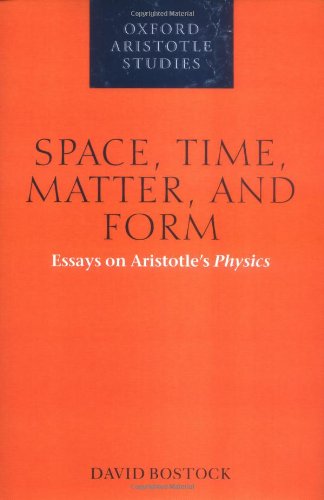 OXFORD
ARISTOTLE
STUDIES
SPACE, TIME,
MATTER, AND
FORM
Essays on Aristotle's Physics
DAVID BOSTOCK